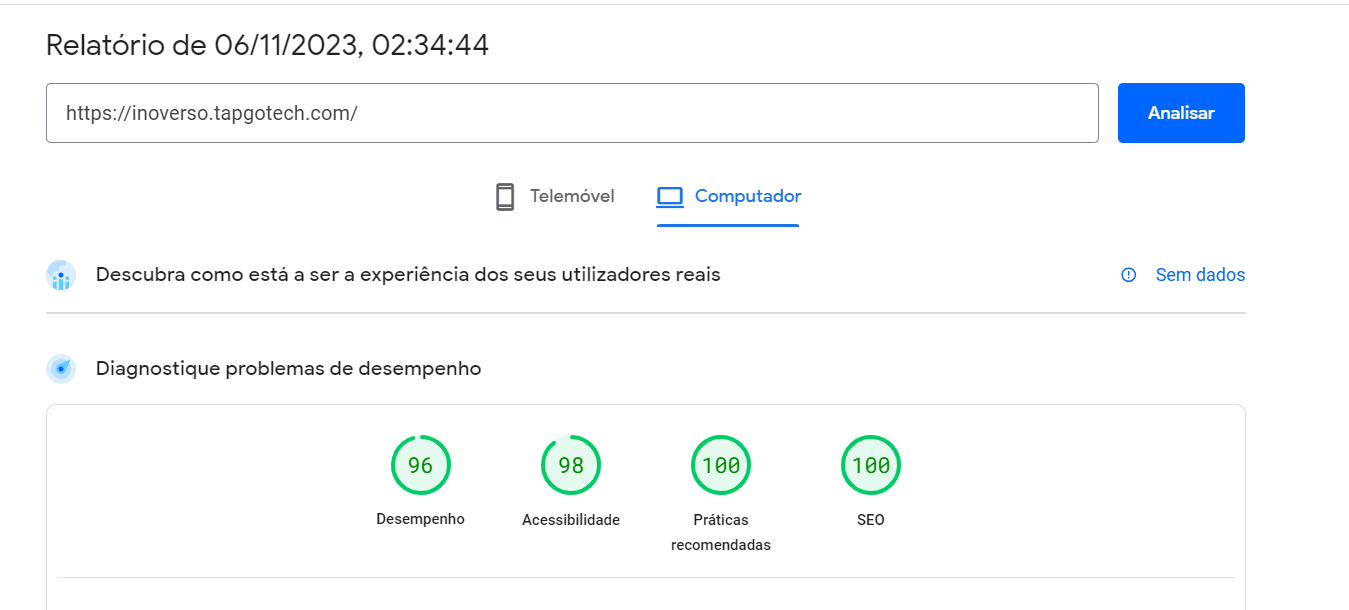 Relatório de 06/11/2023, 02:34:44
https://inoverso.tapgotech.com/
Analisar
Telemóvel
Computador
Descubra como está a ser a experiência dos seus utilizadores reais
Sem dados
Diagnostique problemas de desempenho
96
98
100
100
Desempenho
Acessibilidade
Práticas
recomendadas
SEO